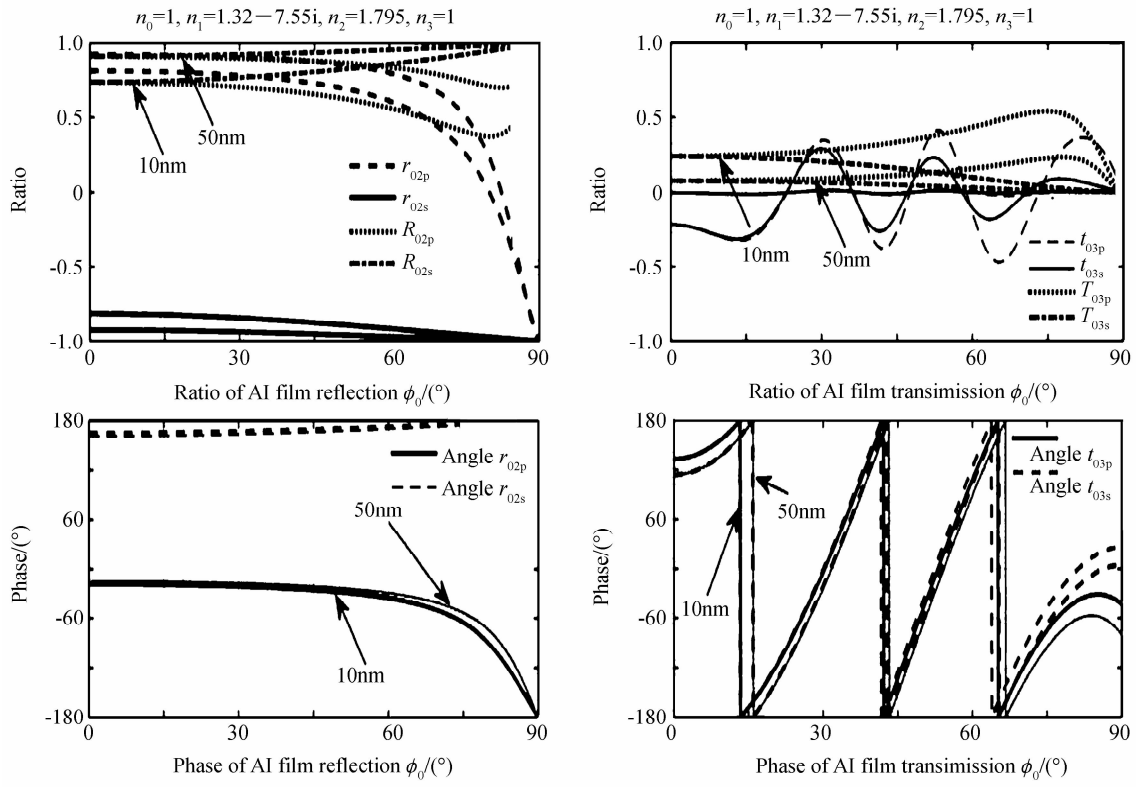 n₀=1, n₁=1.32－7.55i, n₂=1.795, n₃=1
1.0
0.5
0
-0.5
-1.0
Ratio
10nm
50nm
r₀₂ₚ
r₀₂ₛ
R₀₂ₚ
R₀₂ₛ
0
30
60
90
Ratio of AI film reflection ϕ₀/(°)
n₀=1, n₁=1.32－7.55i, n₂=1.795, n₃=1
1.0
0.5
0
-0.5
-1.0
Ratio
10nm
50nm
t₀₃ₚ
t₀₃ₛ
T₀₃ₚ
T₀₃ₛ
0
30
60
90
Ratio of AI film transimission ϕ₀/(°)
180
60
-60
-180
Phase/(°)
Angle r₀₂ₚ
Angle r₀₂ₛ
50nm
10nm
0
30
60
90
Phase of AI film reflection ϕ₀/(°)
180
60
-60
-180
Phase/(°)
Angle t₀₃ₚ
Angle t₀₃ₛ
50nm
10nm
0
30
60
90
Phase of AI film transimission ϕ₀/(°)